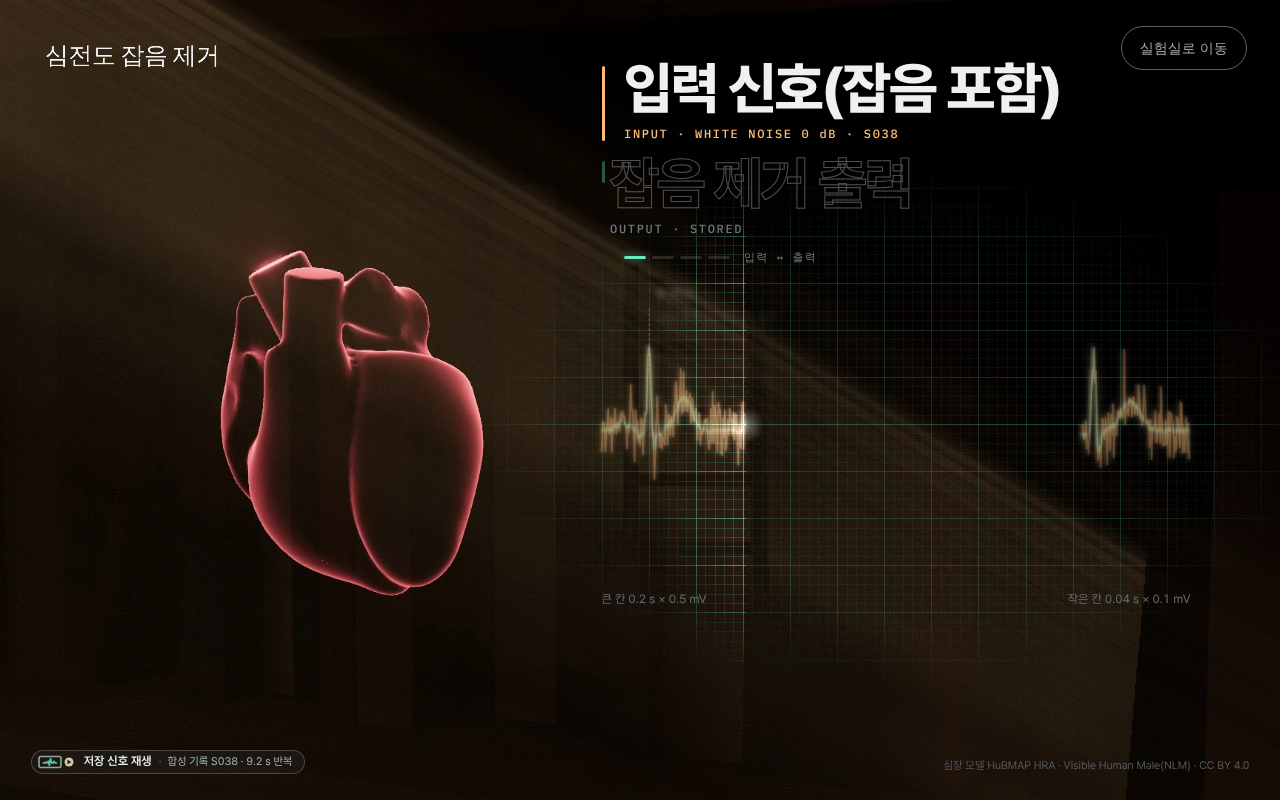 심전도 잡음 제거
실험실로 이동
입력 신호(잡음 포함)
INPUT · WHITE NOISE 0 dB · S038
잡음 제거 출력
OUTPUT · STORED
입력 ↔ 출력
큰 칸 0.2 s × 0.5 mV
작은 칸 0.04 s × 0.1 mV
저장 신호 재생 · 합성 기록 S038 · 9.2 s 반복
심장 모델 HuBMAP HRA · Visible Human Male(NLM) · CC BY 4.0